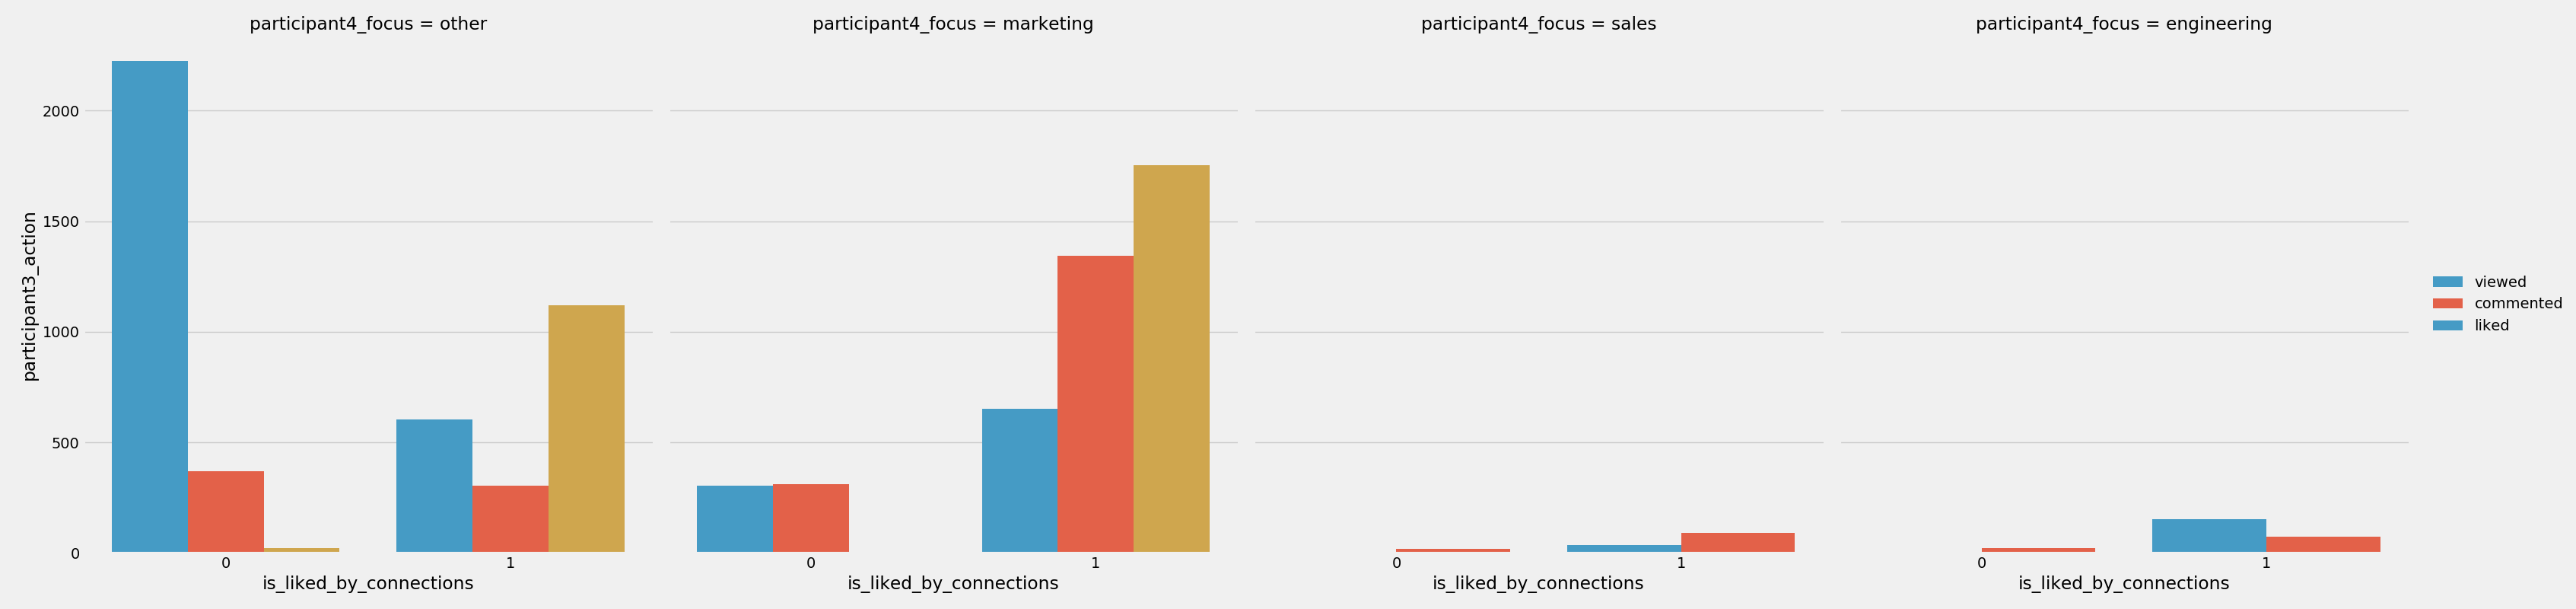 participant4_focus = other
participant4_focus = marketing
participant4_focus = sales
participant4_focus = engineering
participant3_action
2000
1500
1000
500
0
0 1
0 1
0 1
0 1
is_liked_by_connections
is_liked_by_connections
is_liked_by_connections
is_liked_by_connections
viewed
commented
liked